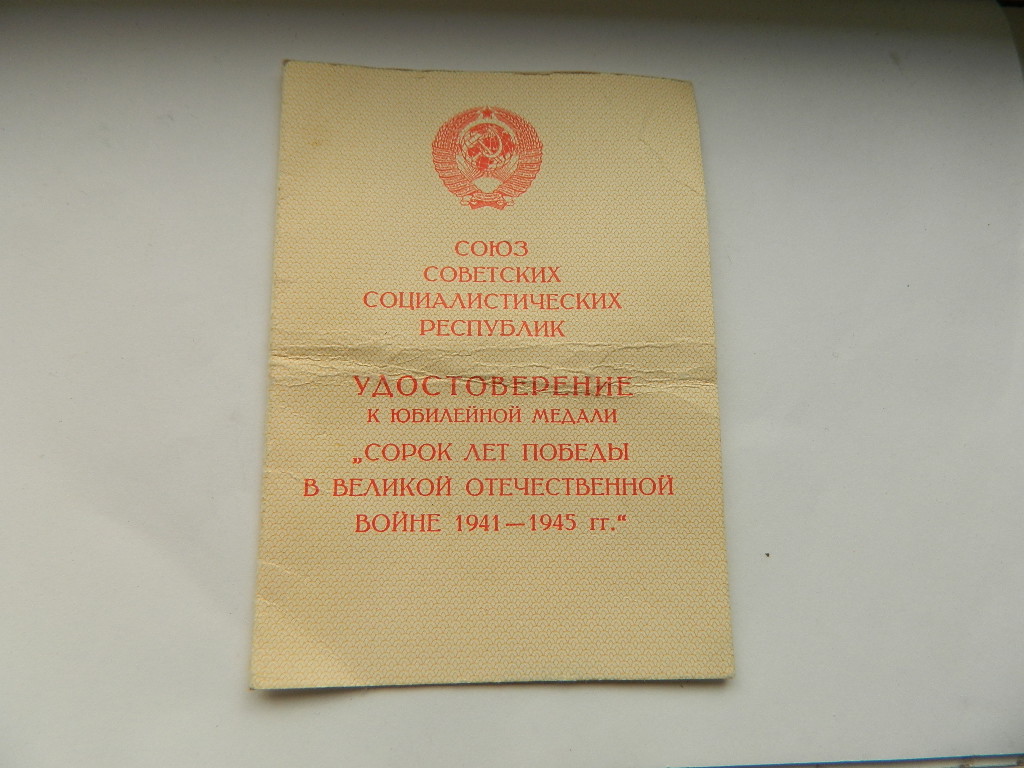 СОЮЗ
СОВЕТСКИХ
СОЦИАЛИСТИЧЕСКИХ
РЕСПУБЛИК
УДОСТОВЕРЕНИЕ
К ЮБИЛЕЙНОЙ МЕДАЛИ
„СОРОК ЛЕТ ПОБЕДЫ
В ВЕЛИКОЙ ОТЕЧЕСТВЕННОЙ
ВОЙНЕ 1941—1945 гг.“